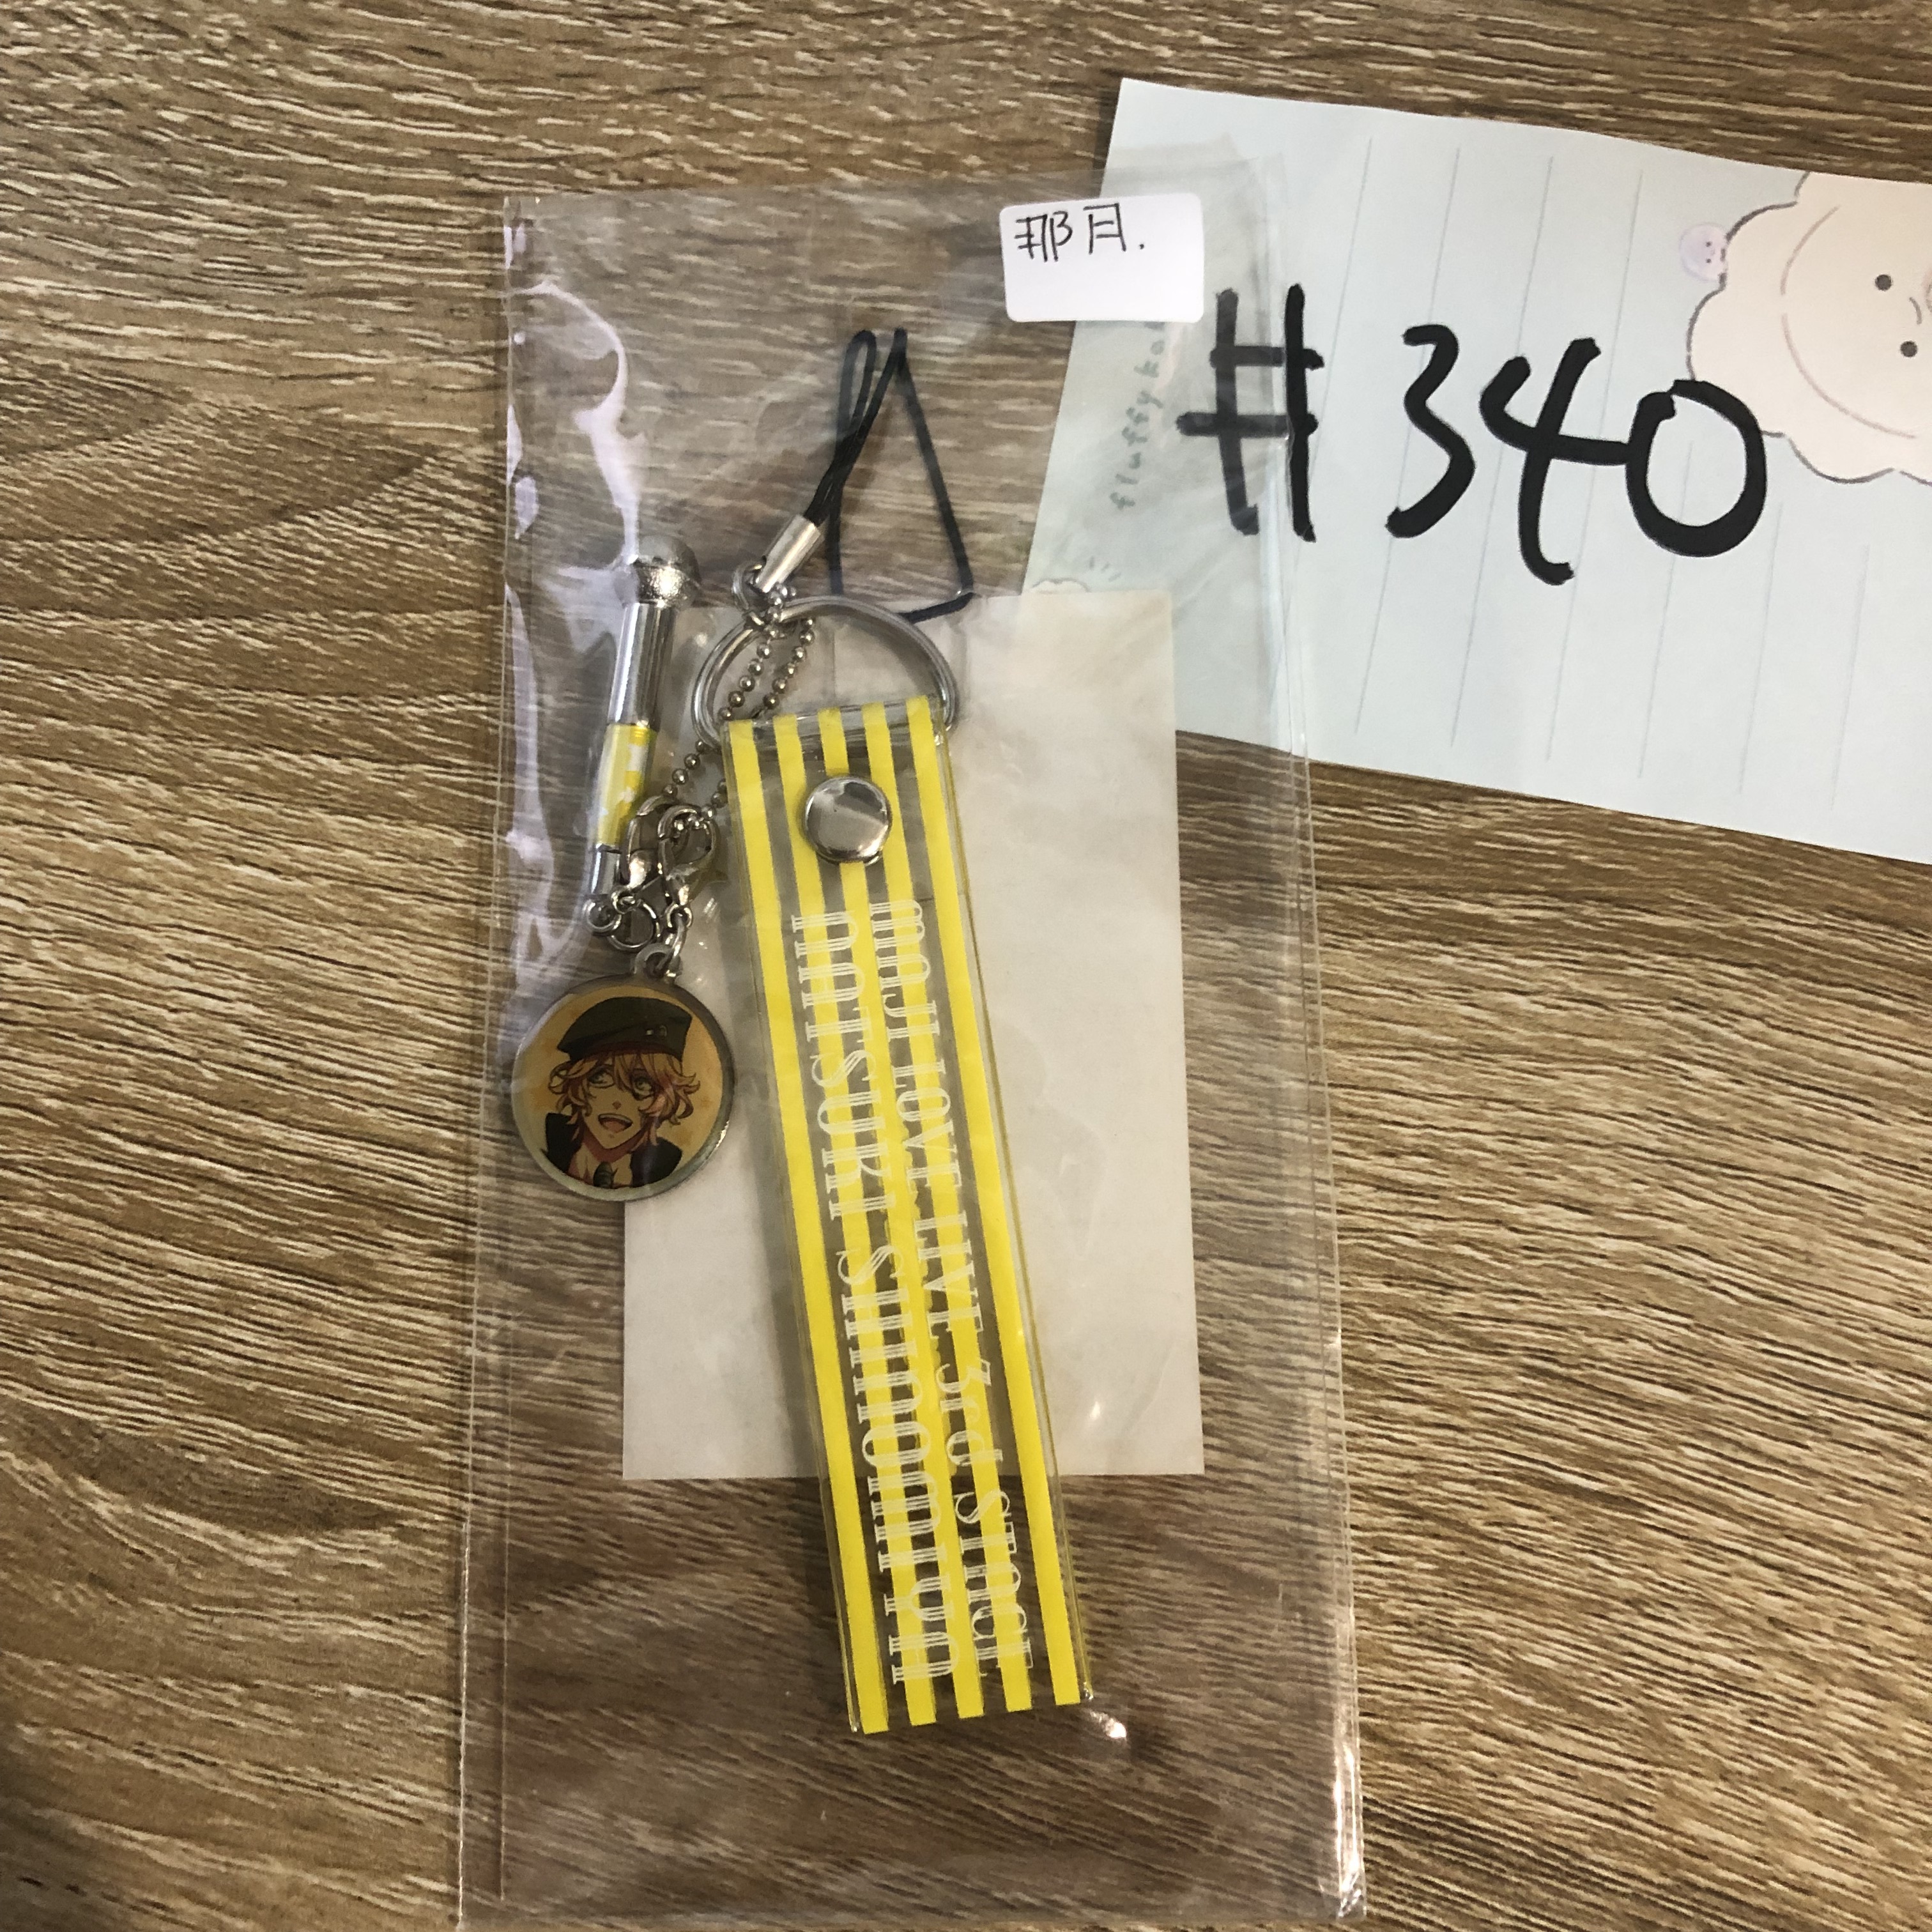 那月.
#340
fluffy
MAJI LOVE LIVE 3rd STAGE
NATSUKI SHINOMIYA